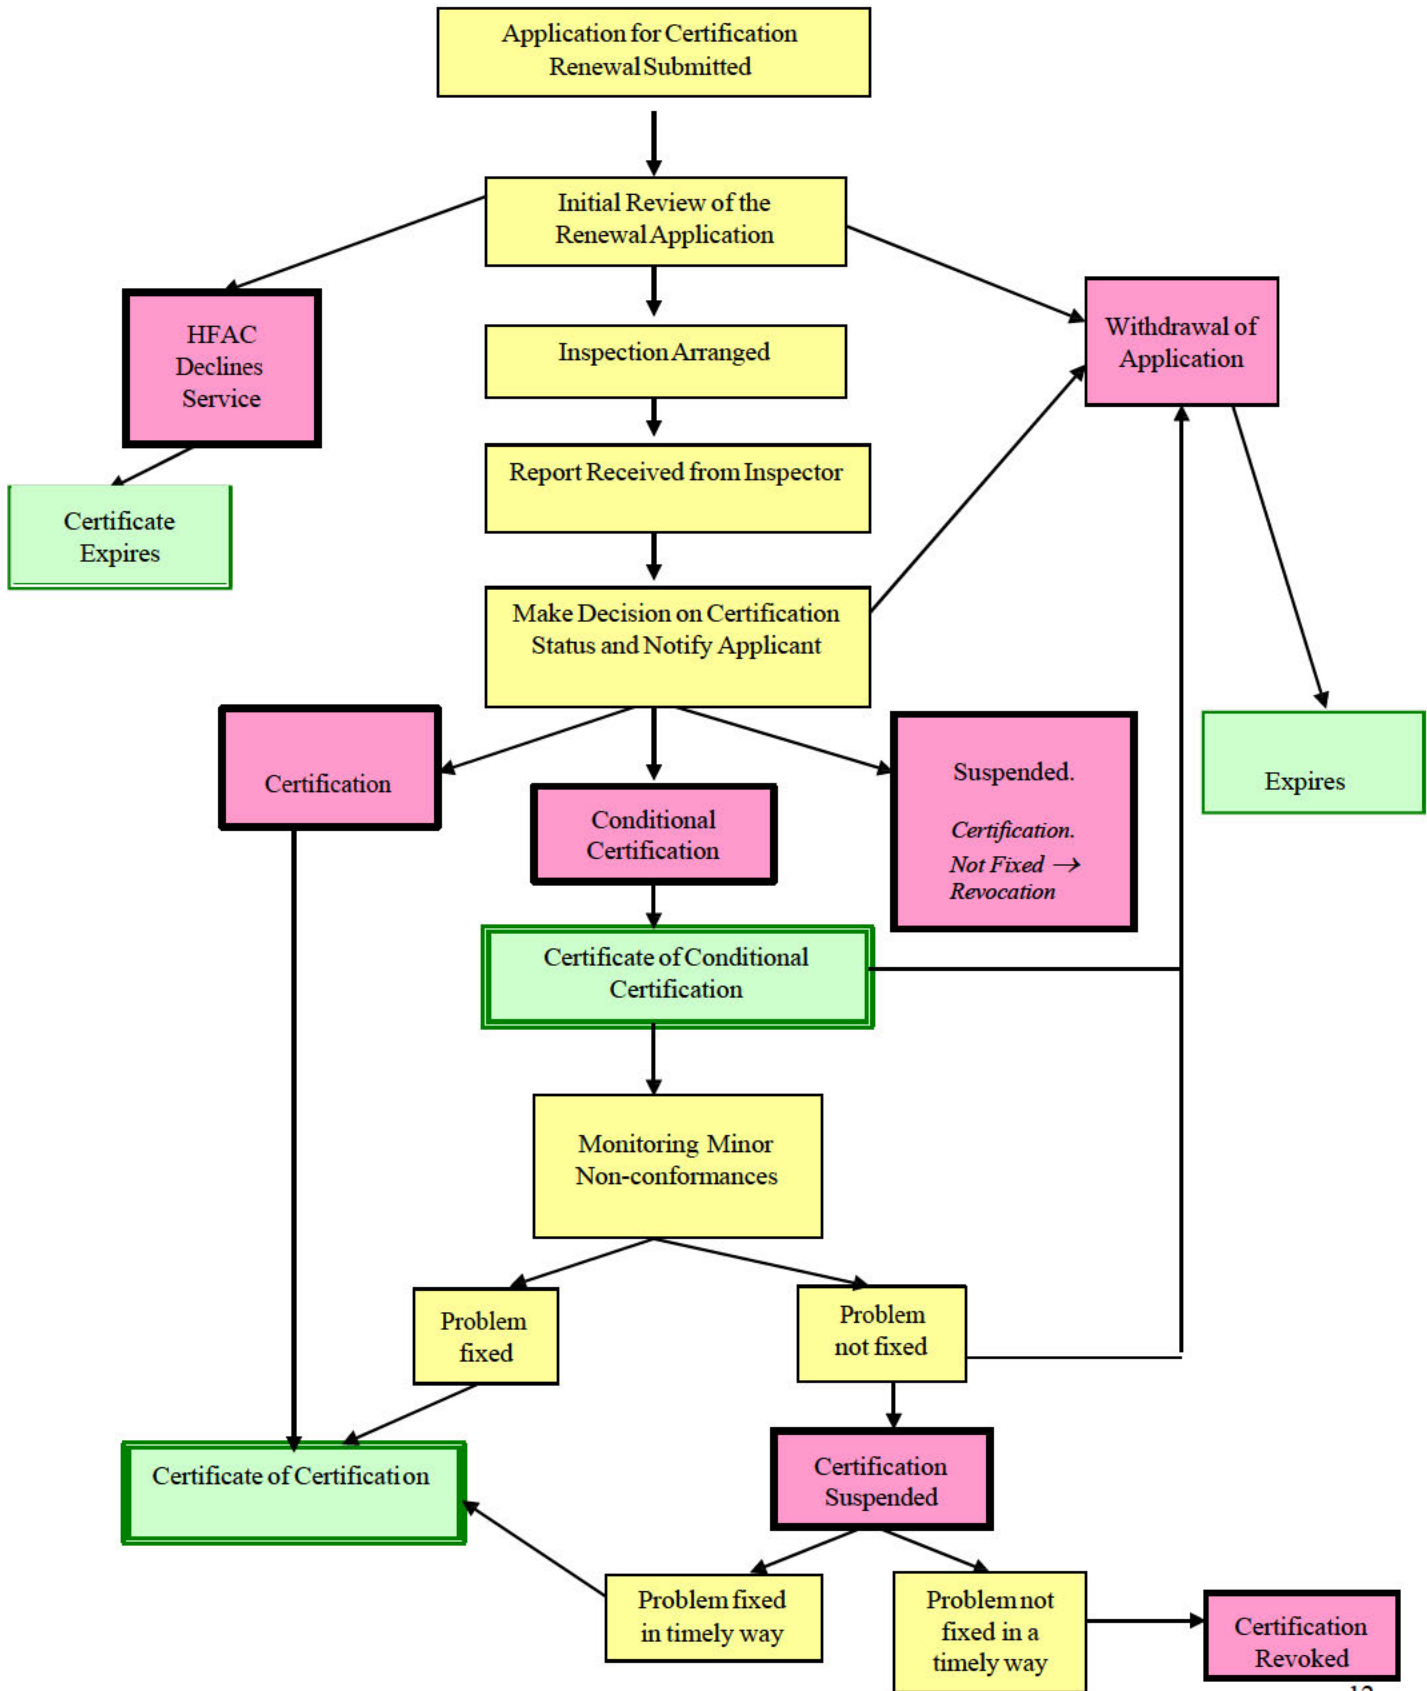 Application for Certification
Renewal Submitted
Initial Review of the
Renewal Application
HFAC
Declines
Service
Withdrawal of
Application
Inspection Arranged
Report Received from Inspector
Certificate
Expires
Make Decision on Certification
Status and Notify Applicant
Certification
Conditional
Certification
Suspended.
Certification.
Not Fixed →
Revocation
Expires
Certificate of Conditional
Certification
Monitoring Minor
Non-conformances
Problem
fixed
Problem
not fixed
Certificate of Certification
Certification
Suspended
Problem fixed
in timely way
Problem not
fixed in a
timely way
Certification
Revoked